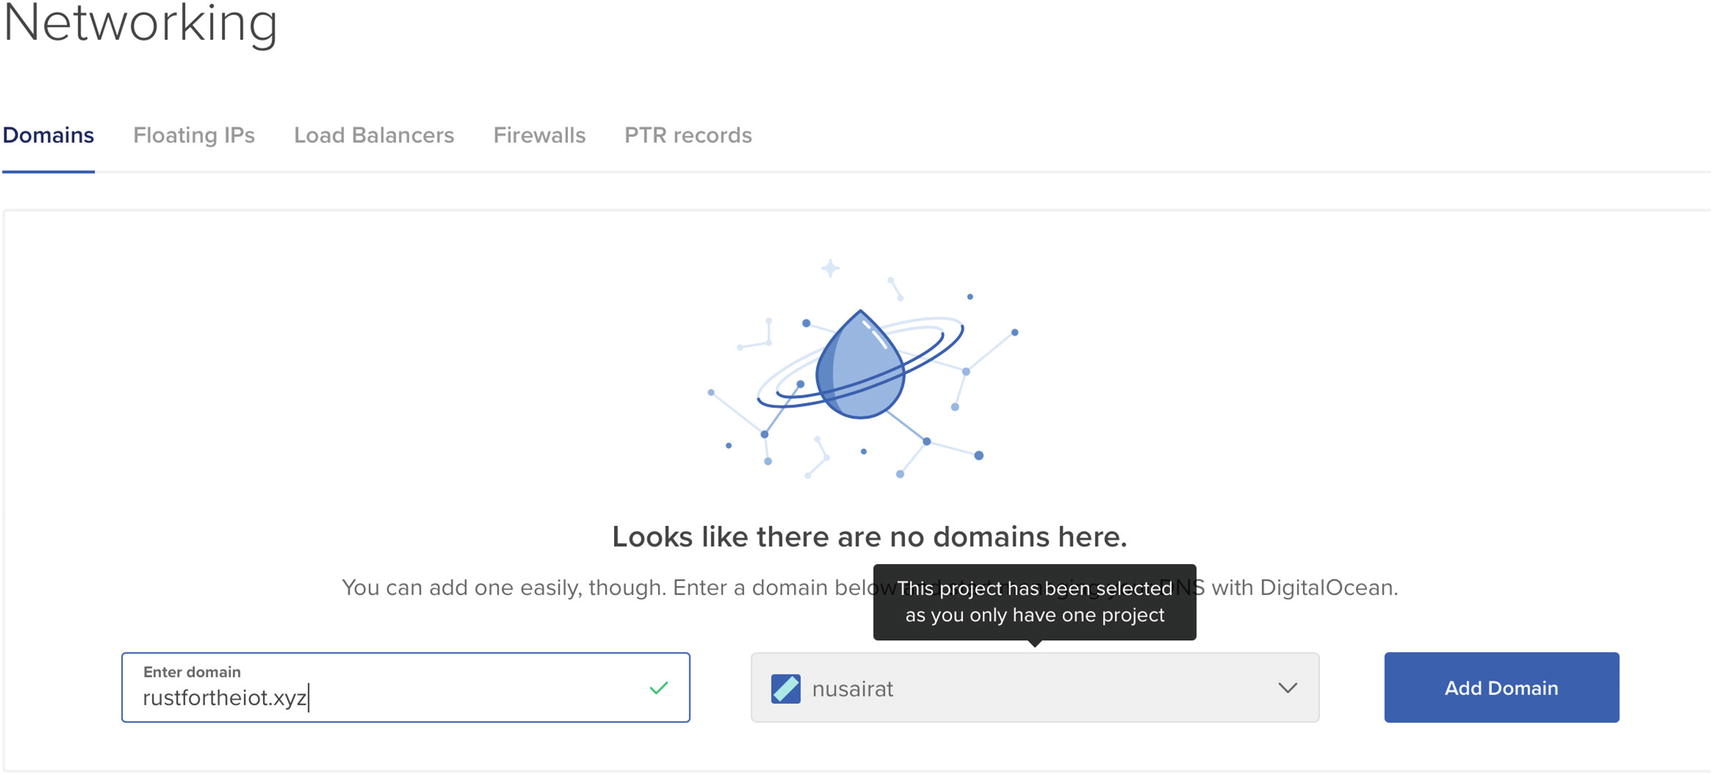 Networking
Domains Floating IPs Load Balancers Firewalls PTR records
Looks like there are no domains here.
You can add one easily, though. Enter a domain below DNS with DigitalOcean.
This project has been selected
as you only have one project
Enter domain
rustfortheiot.xyz
nusairat
Add Domain